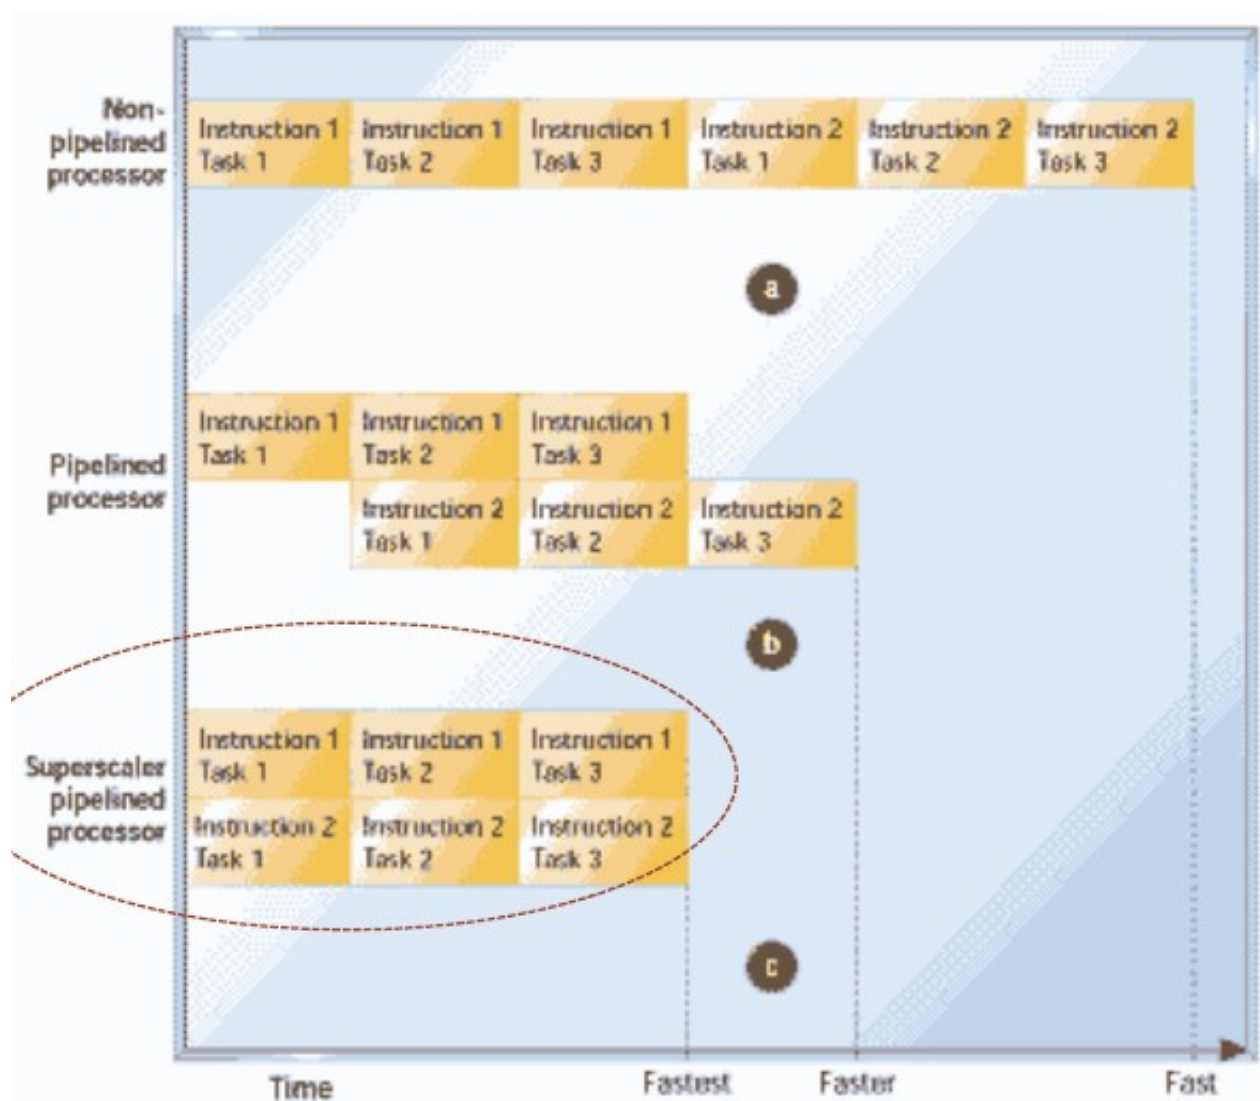 Non-
pipelined
processor
Instruction 1
Task 1
Instruction 1
Task 2
Instruction 1
Task 3
Instruction 2
Task 1
Instruction 2
Task 2
Instruction 2
Task 3
a
Pipelined
processor
Instruction 1
Task 1
Instruction 1
Task 2
Instruction 1
Task 3
Instruction 2
Task 1
Instruction 2
Task 2
Instruction 2
Task 3
b
Superscaler
pipelined
processor
Instruction 1
Task 1
Instruction 1
Task 2
Instruction 1
Task 3
Instruction 2
Task 1
Instruction 2
Task 2
Instruction 2
Task 3
c
Time
Fastest
Faster
Fast